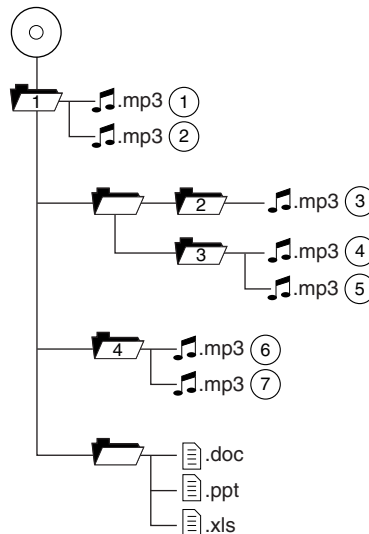 1 .mp3 1
.mp3 2
2 .mp3 3
3 .mp3 4
.mp3 5
4 .mp3 6
.mp3 7
.doc
.ppt
.xls